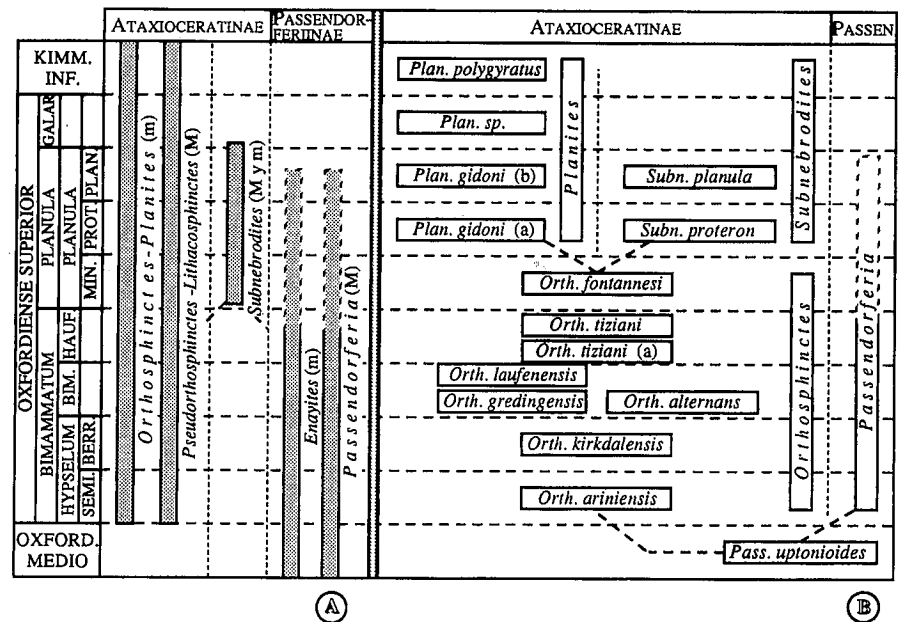 ATAXIOCERATINAE
PASSENDOR-
FERIINAE
ATAXIOCERATINAE
PASSEN.
KIMM.
INF.
OXFORDIENSE SUPERIOR
PLANULA
BIMAMMATUM
PLANULA
HYPSELUM
GALAR
PLAN.
PROT.
MIN.
HAUF
BIM.
BERR.
SEMI.
OXFORD.
MEDIO
Orthosphinctes-Planites (m)
Pseudorthosphinctes -Lithacosphinctes (M)
Subnebrodites (M y m)
Enayites (m)
Passendorferia (M)
Plan. polygyratus
Plan. sp.
Plan. gidoni (b)
Plan. gidoni (a)
Planites
Subn. planula
Subn. proteron
Subnebrodites
Orth. fontannesi
Orth. tiziani
Orth. tiziani (a)
Orth. laufenensis
Orth. gredingensis
Orth. alternans
Orth. kirkdalensis
Orth. ariniensis
Orthosphinctes
Passendorferia
Pass. uptonioides
A
B